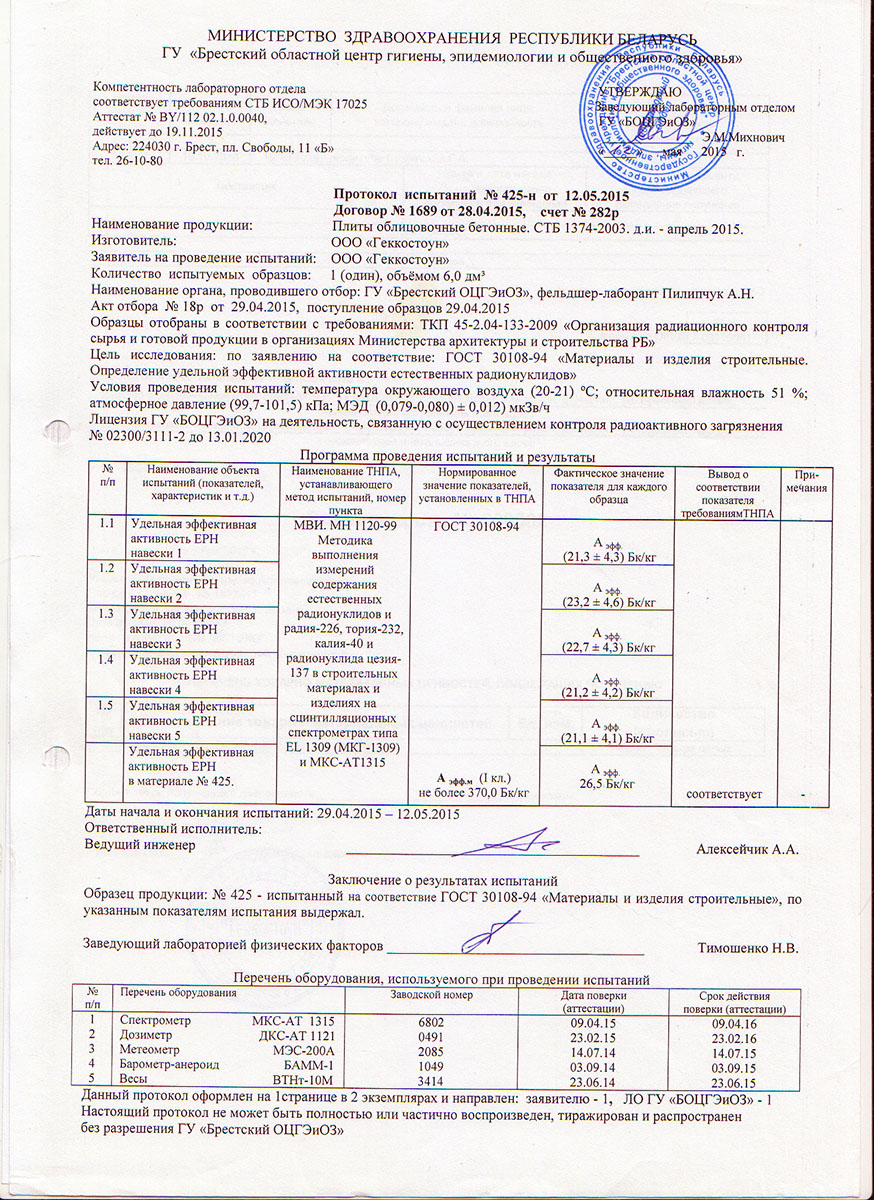 МИНИСТЕРСТВО ЗДРАВООХРАНЕНИЯ РЕСПУБЛИКИ БЕЛАРУСЬ
ГУ «Брестский областной центр гигиены, эпидемиологии и общественного здоровья»
Компетентность лабораторного отдела
соответствует требованиям СТБ ИСО/МЭК 17025
Аттестат № BY/112 02.1.0.0040,
действует до 19.11.2015
Адрес: 224030 г. Брест, пл. Свободы, 11 «Б»
тел. 26-10-80
УТВЕРЖДАЮ
Заведующий лабораторным отделом
ГУ «БОЦГЭиОЗ»
Э.М.Михнович
мая 2015 г.
Протокол испытаний № 425-н от 12.05.2015
Договор № 1689 от 28.04.2015, счет № 282р
Наименование продукции: Плиты облицовочные бетонные. СТБ 1374-2003. д.и. - апрель 2015.
Изготовитель: ООО «Геккостоун»
Заявитель на проведение испытаний: ООО «Геккостоун»
Количество испытуемых образцов: 1 (один), объёмом 6,0 дм³
Наименование органа, проводившего отбор: ГУ «Брестский ОЦГЭиОЗ», фельдшер-лаборант Пилипчук А.Н.
Акт отбора № 18р от 29.04.2015, поступление образцов 29.04.2015
Образцы отобраны в соответствии с требованиями: ТКП 45-2.04-133-2009 «Организация радиационного контроля
сырья и готовой продукции в организациях Министерства архитектуры и строительства РБ»
Цель исследования: по заявлению на соответствие: ГОСТ 30108-94 «Материалы и изделия строительные.
Определение удельной эффективной активности естественных радионуклидов»
Условия проведения испытаний: температура окружающего воздуха (20-21) ºС; относительная влажность 51 %;
атмосферное давление (99,7-101,5) кПа; МЭД (0,079-0,080) ± 0,012) мкЗв/ч
Лицензия ГУ «БОЦГЭиОЗ» на деятельность, связанную с осуществлением контроля радиоактивного загрязнения
№ 02300/3111-2 до 13.01.2020
Программа проведения испытаний и результаты
№ п/п
Наименование объекта
испытаний (показателей,
характеристик и т.д.)
Наименование ТНПА,
устанавливающего
метод испытаний, номер
пункта
Нормированное
значение показателей,
установленных в ТНПА
Фактическое значение
показателя для каждого
образца
Вывод о
соответствии
показателя
требованиямТНПА
При-
мечания
1.1 Удельная эффективная
активность ЕРН
навески 1
МВИ. МН 1120-99
Методика
выполнения
измерений
содержания
естественных
радионуклидов и
радия-226, тория-232,
калия-40 и
радионуклида цезия-
137 в строительных
материалах и
изделиях на
сцинтилляционных
спектрометрах типа
EL 1309 (МКГ-1309)
и МКС-АТ1315
ГОСТ 30108-94
А эфф.
(21,3 ± 4,3) Бк/кг
1.2 Удельная эффективная
активность ЕРН
навески 2
А эфф.
(23,2 ± 4,6) Бк/кг
1.3 Удельная эффективная
активность ЕРН
навески 3
А эфф.
(22,7 ± 4,3) Бк/кг
1.4 Удельная эффективная
активность ЕРН
навески 4
А эфф.
(21,2 ± 4,2) Бк/кг
1.5 Удельная эффективная
активность ЕРН
навески 5
А эфф.
(21,1 ± 4,1) Бк/кг
Удельная эффективная
активность ЕРН
в материале № 425.
А эфф.м (I кл.)
не более 370,0 Бк/кг
А эфф.
26,5 Бк/кг
соответствует -
Даты начала и окончания испытаний: 29.04.2015 – 12.05.2015
Ответственный исполнитель:
Ведущий инженер Алексейчик А.А.
Заключение о результатах испытаний
Образец продукции: № 425 - испытанный на соответствие ГОСТ 30108-94 «Материалы и изделия строительные», по
указанным показателям испытания выдержал.
Заведующий лабораторией физических факторов Тимошенко Н.В.
Перечень оборудования, используемого при проведении испытаний
№ п/п
Перечень оборудования
Заводской номер
Дата поверки
(аттестации)
Срок действия
поверки (аттестации)
1 Спектрометр МКС-АТ 1315 6802 09.04.15 09.04.16
2 Дозиметр ДКС-АТ 1121 0491 23.02.15 23.02.16
3 Метеометр МЭС-200А 2085 14.07.14 14.07.15
4 Барометр-анероид БАММ-1 1049 03.09.14 03.09.15
5 Весы ВТНт-10М 3414 23.06.14 23.06.15
Данный протокол оформлен на 1странице в 2 экземплярах и направлен: заявителю - 1, ЛО ГУ «БОЦГЭиОЗ» - 1
Настоящий протокол не может быть полностью или частично воспроизведен, тиражирован и распространен
без разрешения ГУ «Брестский ОЦГЭиОЗ»